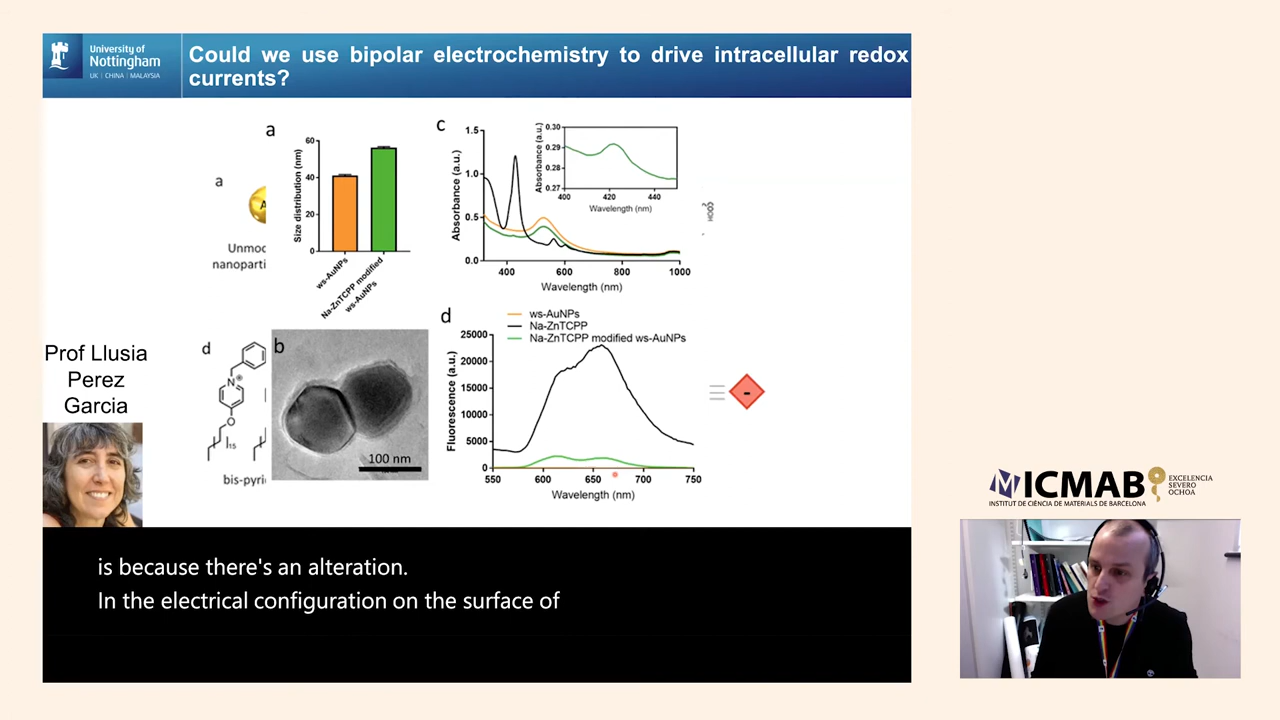 University of
Nottingham
UK | CHINA | MALAYSIA
Could we use bipolar electrochemistry to drive intracellular redox
currents?
a
Unmoc
nanoparti
a
Size distribution (nm)
60
40
20
0
ws-AuNPs
Na-ZnTCPP modified
ws-AuNPs
c
Absorbance (a.u.)
1.5
1.0
0.5
0.0
400
600
800
1000
Wavelength (nm)
Absorbance (a.u.)
0.30
0.29
0.28
0.27
400
420
440
Wavelength (nm)
COOH
Prof Llusia
Perez
Garcia
d
N
O
15
bis-pyri
b
100 nm
d
ws-AuNPs
Na-ZnTCPP
Na-ZnTCPP modified ws-AuNPs
Fluorescence (a.u.)
25000
20000
15000
10000
5000
0
550
600
650
700
750
Wavelength (nm)
-
is because there's an alteration.
In the electrical configuration on the surface of
ICMAB
INSTITUT DE CIÈNCIA DE MATERIALS DE BARCELONA
EXCELENCIA
SEVERO
OCHOA